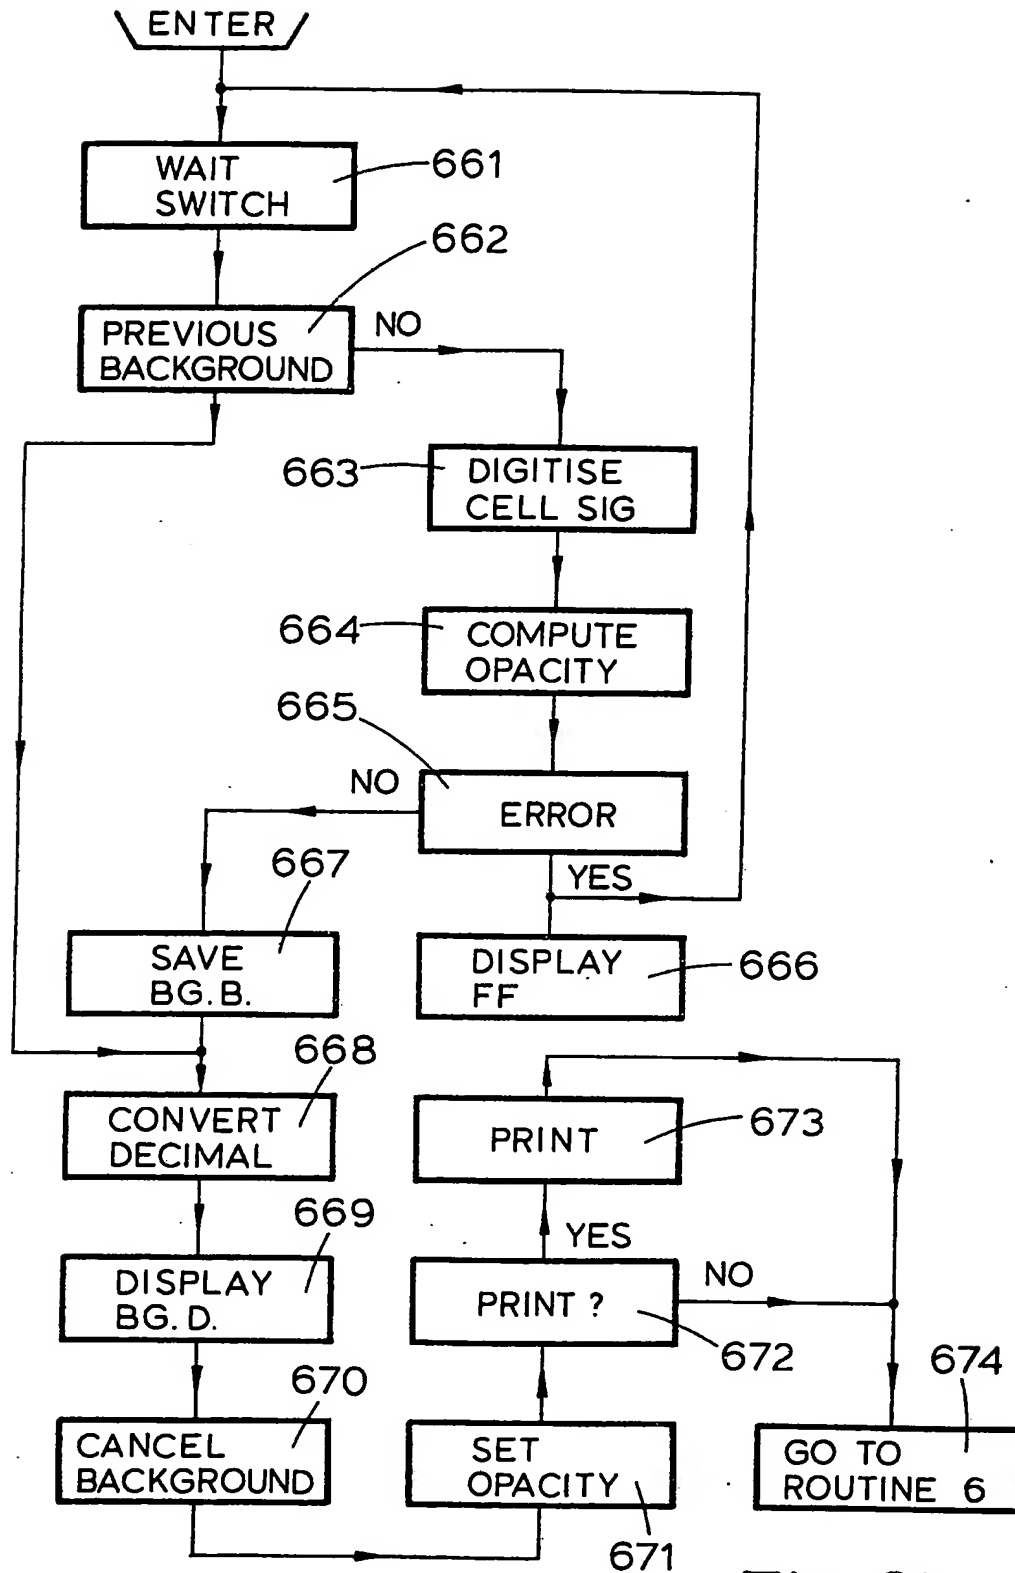 ENTER
WAIT
SWITCH
661
662
PREVIOUS
BACKGROUND
NO
663
DIGITISE
CELL SIG
664
COMPUTE
OPACITY
665
NO
ERROR
YES
667
SAVE
BG. B.
DISPLAY
FF
666
668
CONVERT
DECIMAL
PRINT
673
669
YES
DISPLAY
BG. D.
PRINT ?
NO
672
670
674
CANCEL
BACKGROUND
SET
OPACITY
GO TO
ROUTINE 6
671